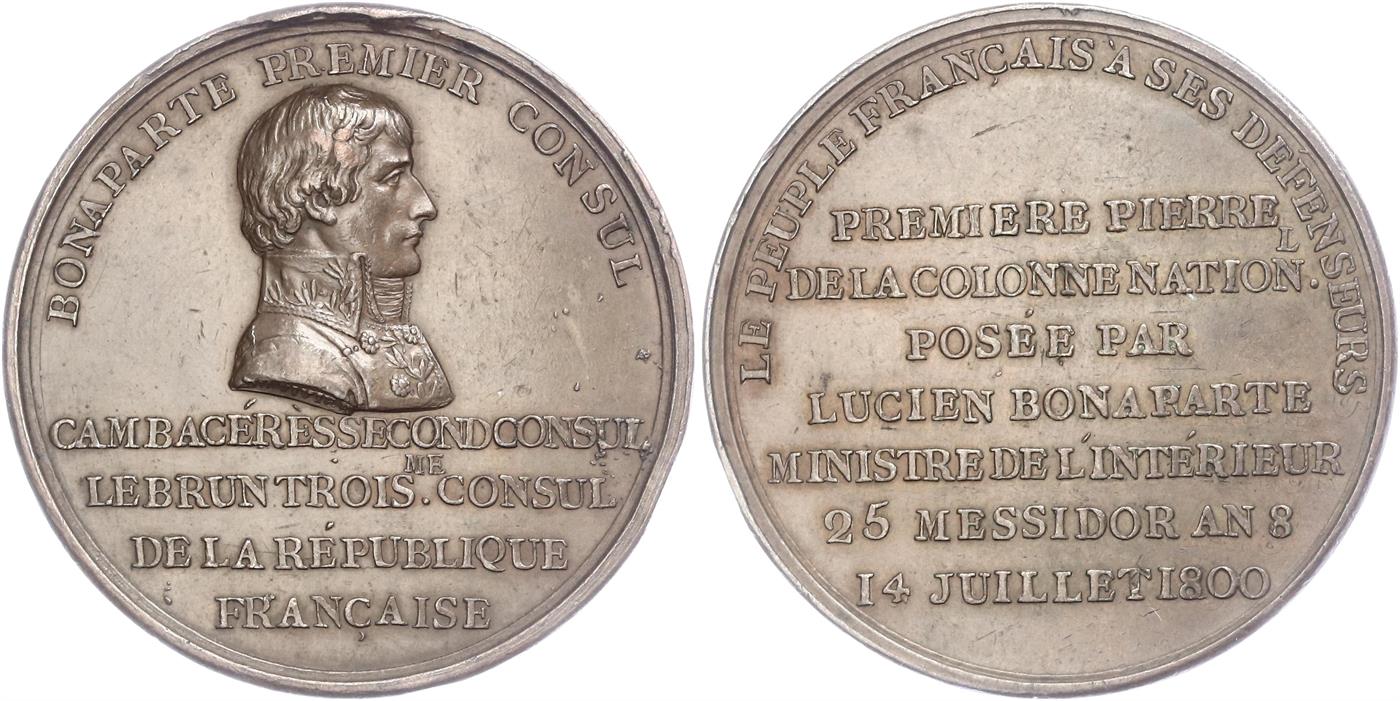 BONAPARTE PREMIER CONSUL
CAMBACÉRÈS SECOND CONSUL
LEBRUN TROIS.ME CONSUL
DE LA RÉPUBLIQUE
FRANÇAISE
LE PEUPLE FRANÇAIS À SES DÉFENSEURS
PREMIERE PIERRE
DE LA COLONNE NATION.L
POSÉE PAR
LUCIEN BONAPARTE
MINISTRE DE L'INTÉRIEUR
25 MESSIDOR AN 8
14 JUILLET 1800